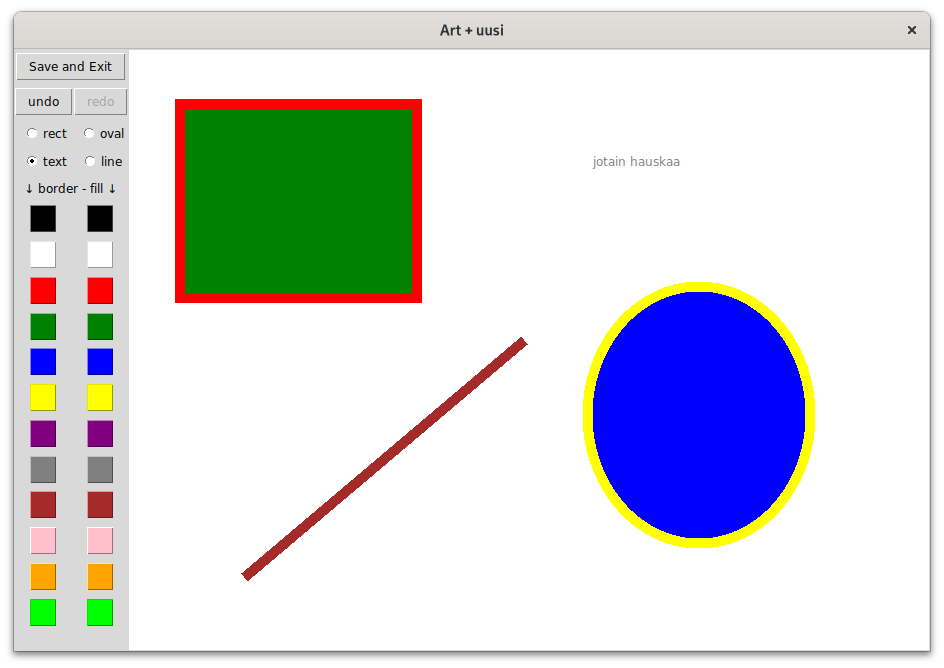 Art + uusi
Save and Exit
undo redo
rect oval
text line
↓ border - fill ↓
jotain hauskaa